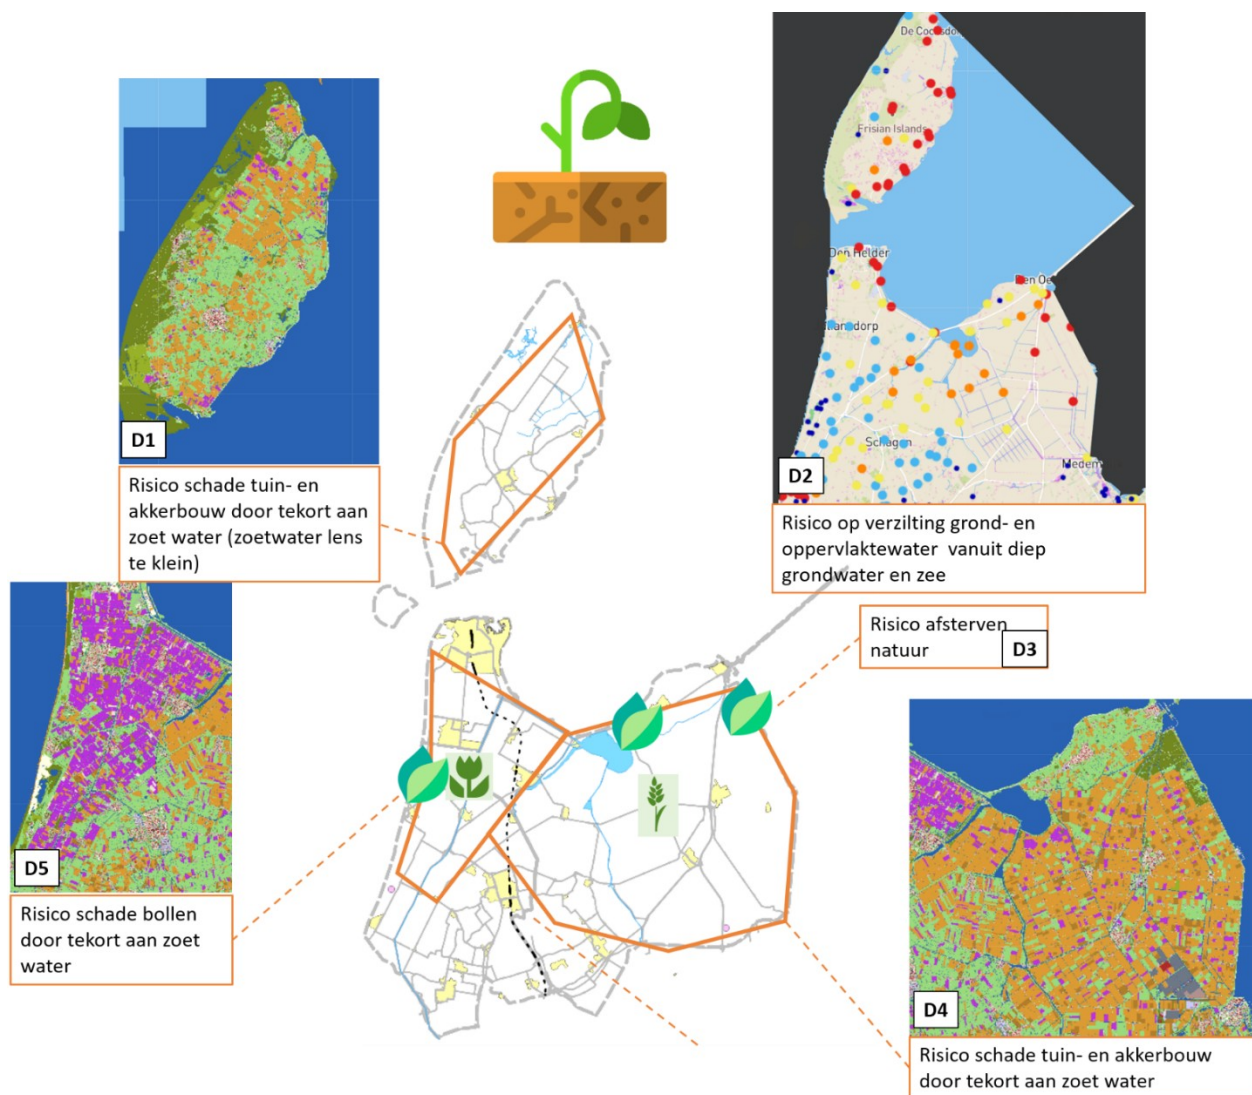 D1
Risico schade tuin- en
akkerbouw door tekort aan
zoet water (zoetwater lens
te klein)
Frisian Islands
Den Helder
Schagen
D2
Risico op verzilting grond- en
oppervlaktewater vanuit diep
grondwater en zee
Risico afsterven
natuur
D3
D5
Risico schade bollen
door tekort aan zoet
water
D4
Risico schade tuin- en akkerbouw
door tekort aan zoet water